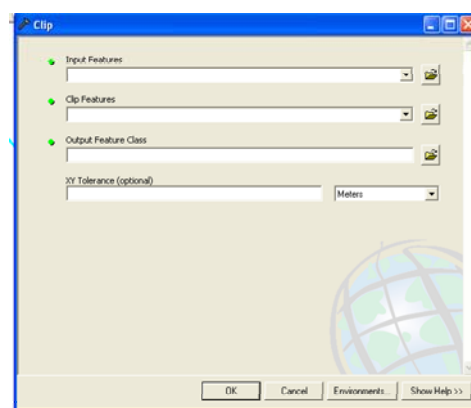 Clip
Input Features
Clip Features
Output Feature Class
XY Tolerance (optional)
Meters
OK Cancel Environments... Show Help >>